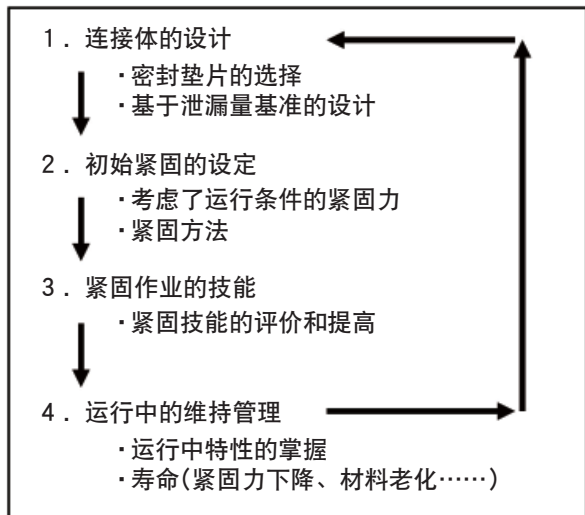 1．连接体的设计
・密封垫片的选择
・基于泄漏量基准的设计
2．初始紧固的设定
・考虑了运行条件的紧固力
・紧固方法
3．紧固作业的技能
・紧固技能的评价和提高
4．运行中的维持管理
・运行中特性的掌握
・寿命(紧固力下降、材料老化……)